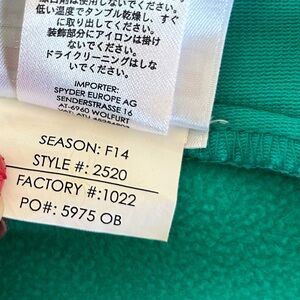 低い温度でタンブル乾燥し、すぐ
に取り出してください。
装飾部分にアイロンは掛け
ないでください。
ドライクリーニングはしな
いでください。
IMPORTER:
SPYDER EUROPE AG
SENDERSTRASSE 16
AT-6960 WOLFURT
SEASON: F14
STYLE #: 2520
FACTORY #:1022
PO#: 5975 OB